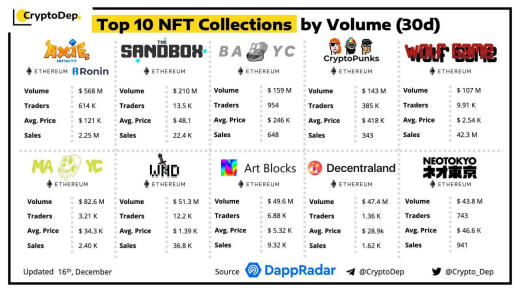 CryptoDep
Top 10 NFT Collections by Volume (30d)
AXIE
INFINITY
ETHEREUM Ronin
Volume $ 568 M
Traders 614 K
Avg. Price $ 121 K
Sales 2.25 M
THE
SANDBOX
ETHEREUM
Volume $ 210 M
Traders 13.5 K
Avg. Price $ 48.1
Sales 22.4 K
BA YC
ETHEREUM
Volume $ 159 M
Traders 954
Avg. Price $ 246 K
Sales 648
CryptoPunks
ETHEREUM
Volume $ 143 M
Traders 385 K
Avg. Price $ 418 K
Sales 343
WOLF GAME
ETHEREUM
Volume $ 107 M
Traders 9.91 K
Avg. Price $ 2.54 K
Sales 42.3 M
MA YC
ETHEREUM
Volume $ 82.6 M
Traders 3.21 K
Avg. Price $ 34.3 K
Sales 2.40 K
WND
ETHEREUM
Volume $ 51.3 M
Traders 12.2 K
Avg. Price $ 1.39 K
Sales 36.8 K
Art Blocks
ETHEREUM
Volume $ 49.6 M
Traders 6.88 K
Avg. Price $ 5.32 K
Sales 9.32 K
Decentraland
ETHEREUM
Volume $ 47.4 M
Traders 1.36 K
Avg. Price $ 28.9k
Sales 1.62 K
NEOTOKYO
ネオ東京
ETHEREUM
Volume $ 43.8 M
Traders 743
Avg. Price $ 46.6 K
Sales 941
Updated 16th, December
Source DappRadar
@CryptoDep
@Crypto_Dep